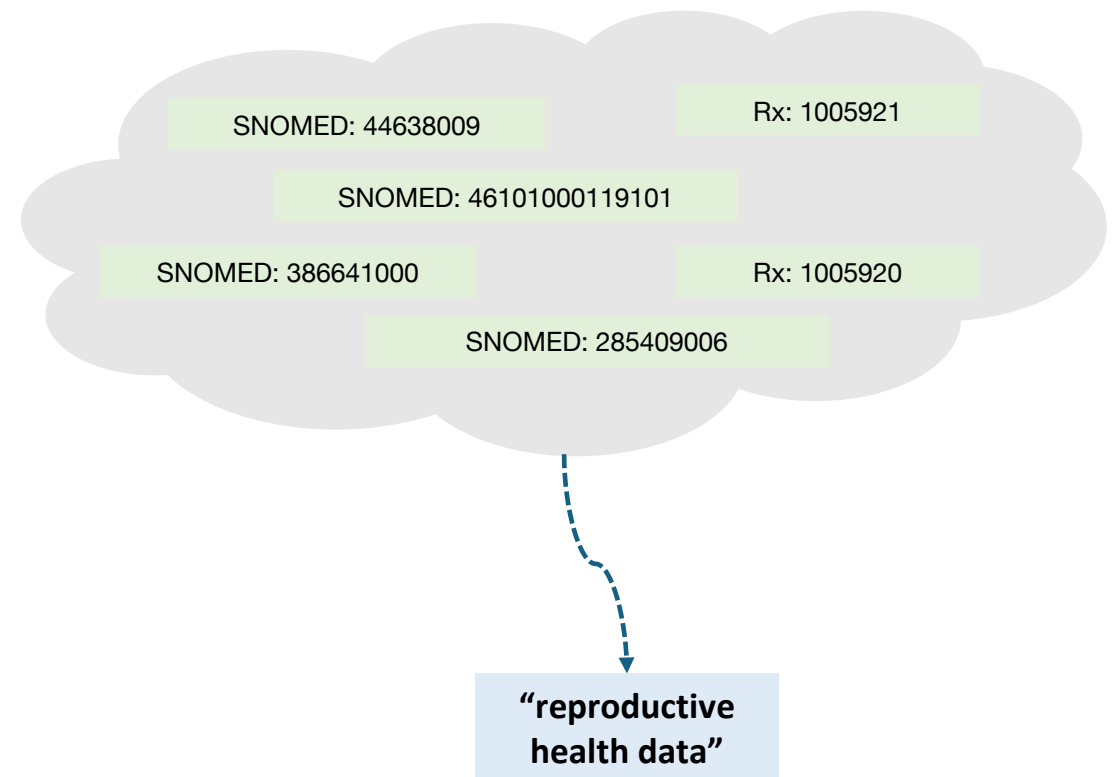 SNOMED: 44638009
Rx: 1005921
SNOMED: 46101000119101
SNOMED: 386641000
Rx: 1005920
SNOMED: 285409006
“reproductive
health data”